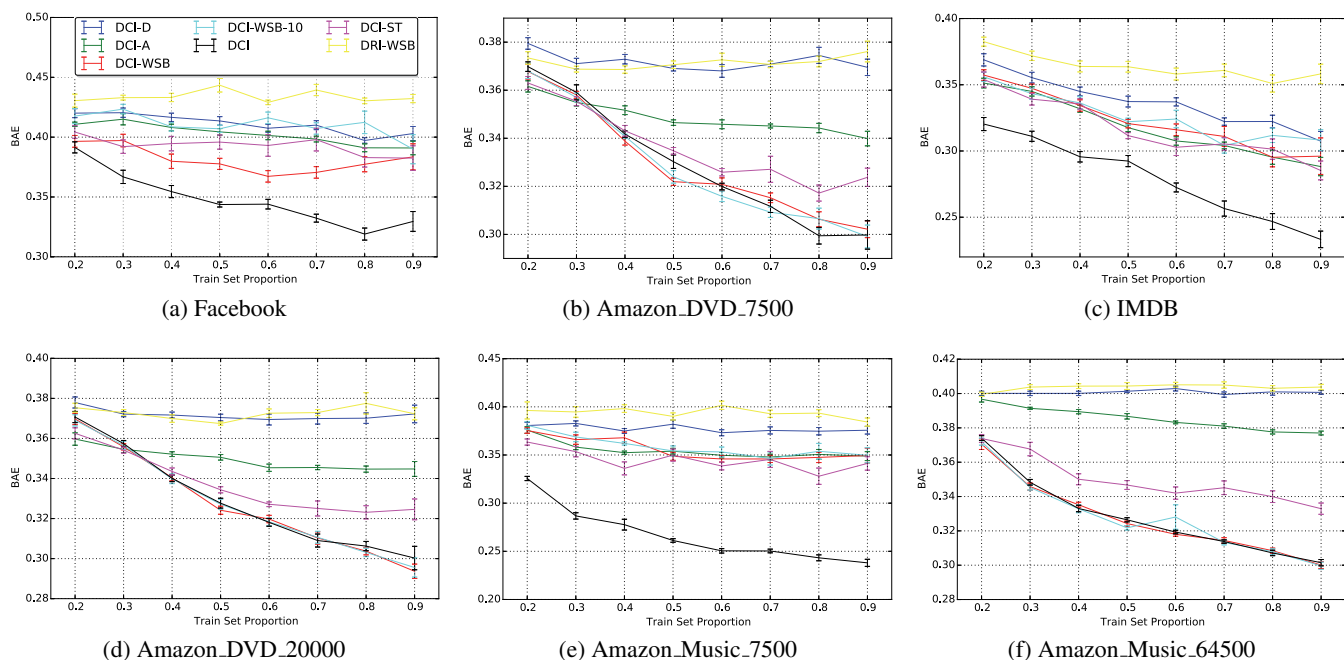 0.50
0.45
0.40
0.35
0.30
BAE
DCI-D
DCI-A
DCI-WSB
DCI-WSB-10
DCI
DCI-ST
DRI-WSB
0.2 0.3 0.4 0.5 0.6 0.7 0.8 0.9
Train Set Proportion
(a) Facebook
0.38
0.36
0.34
0.32
0.30
BAE
0.2 0.3 0.4 0.5 0.6 0.7 0.8 0.9
Train Set Proportion
(b) Amazon_DVD_7500
0.40
0.35
0.30
0.25
BAE
0.2 0.3 0.4 0.5 0.6 0.7 0.8 0.9
Train Set Proportion
(c) IMDB
0.40
0.38
0.36
0.34
0.32
0.30
0.28
BAE
0.2 0.3 0.4 0.5 0.6 0.7 0.8 0.9
Train Set Proportion
(d) Amazon_DVD_20000
0.45
0.40
0.35
0.30
0.25
0.20
BAE
0.2 0.3 0.4 0.5 0.6 0.7 0.8 0.9
Train Set Proportion
(e) Amazon_Music_7500
0.42
0.40
0.38
0.36
0.34
0.32
0.30
0.28
BAE
0.2 0.3 0.4 0.5 0.6 0.7 0.8 0.9
Train Set Proportion
(f) Amazon_Music_64500